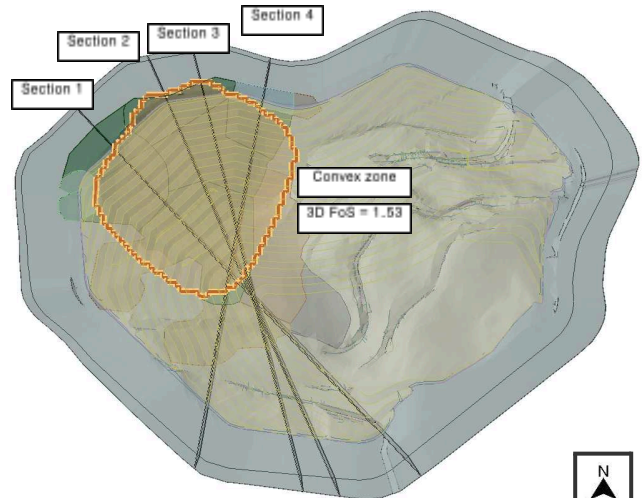 Section 4
Section 3
Section 2
Section 1
Convex zone
3D FoS = 1.53
N